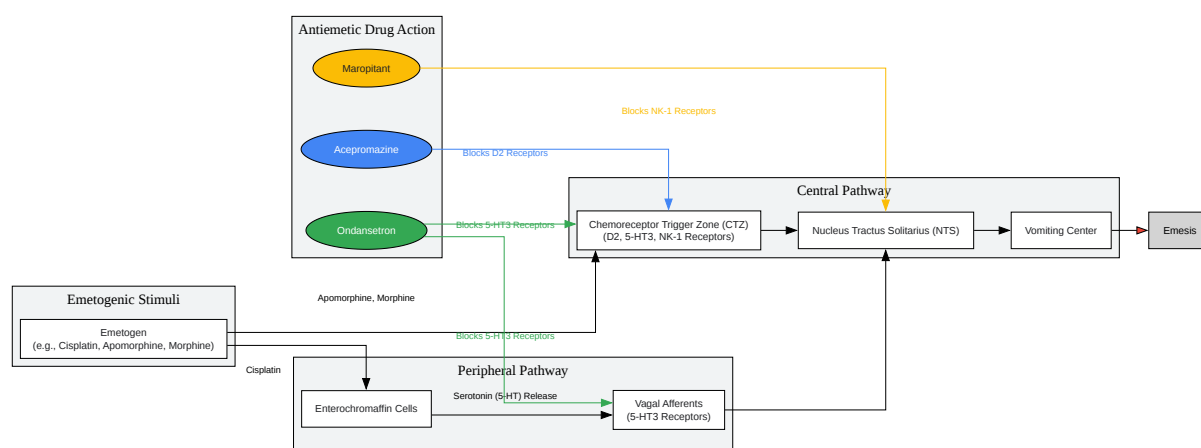 Antiemetic Drug Action
Maropitant
Blocks NK-1 Receptors
Acepromazine
Blocks D2 Receptors
Central Pathway
Ondansetron
Blocks 5-HT3 Receptors
Chemoreceptor Trigger Zone (CTZ)
(D2, 5-HT3, NK-1 Receptors)
Nucleus Tractus Solitarius (NTS)
Vomiting Center
Emesis
Emetogenic Stimuli
Apomorphine, Morphine
Emetogen
(e.g., Cisplatin, Apomorphine, Morphine)
Blocks 5-HT3 Receptors
Cisplatin
Peripheral Pathway
Serotonin (5-HT) Release
Enterochromaffin Cells
Vagal Afferents
(5-HT3 Receptors)